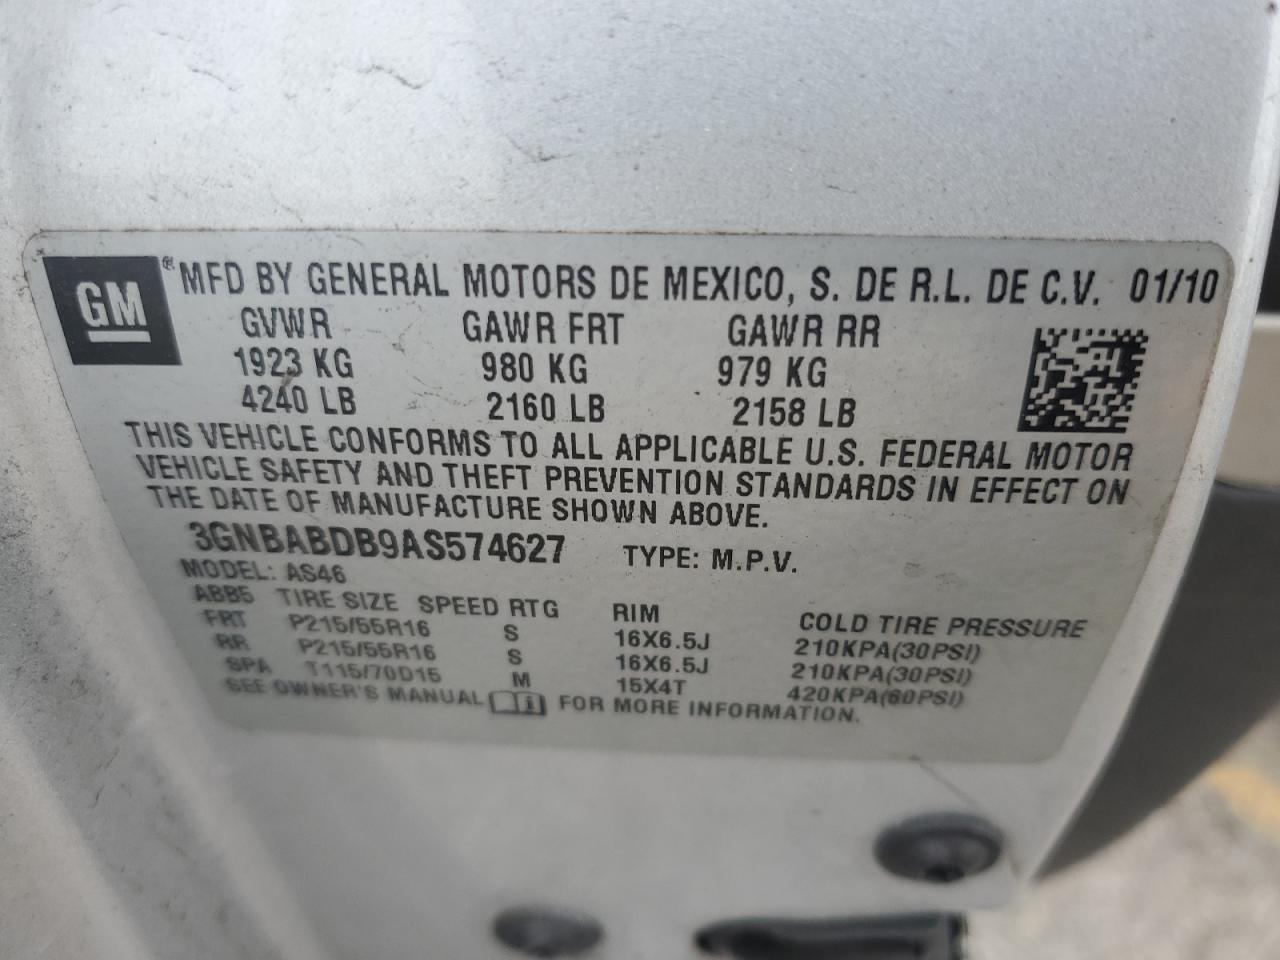 GM ® MFD BY GENERAL MOTORS DE MEXICO, S. DE R.L. DE C.V. 01/10
GVWR GAWR FRT GAWR RR
1923 KG 980 KG 979 KG
4240 LB 2160 LB 2158 LB
THIS VEHICLE CONFORMS TO ALL APPLICABLE U.S. FEDERAL MOTOR
VEHICLE SAFETY AND THEFT PREVENTION STANDARDS IN EFFECT ON
THE DATE OF MANUFACTURE SHOWN ABOVE.
3GNBABDB9AS574627 TYPE: M.P.V.
MODEL: AS46
ABB5 TIRE SIZE SPEED RTG RIM COLD TIRE PRESSURE
FRT P215/55R16 S 16X6.5J 210KPA(30PSI)
RR P215/55R16 S 16X6.5J 210KPA(30PSI)
SPA T115/70D15 M 15X4T 420KPA(60PSI)
SEE OWNER'S MANUAL FOR MORE INFORMATION.